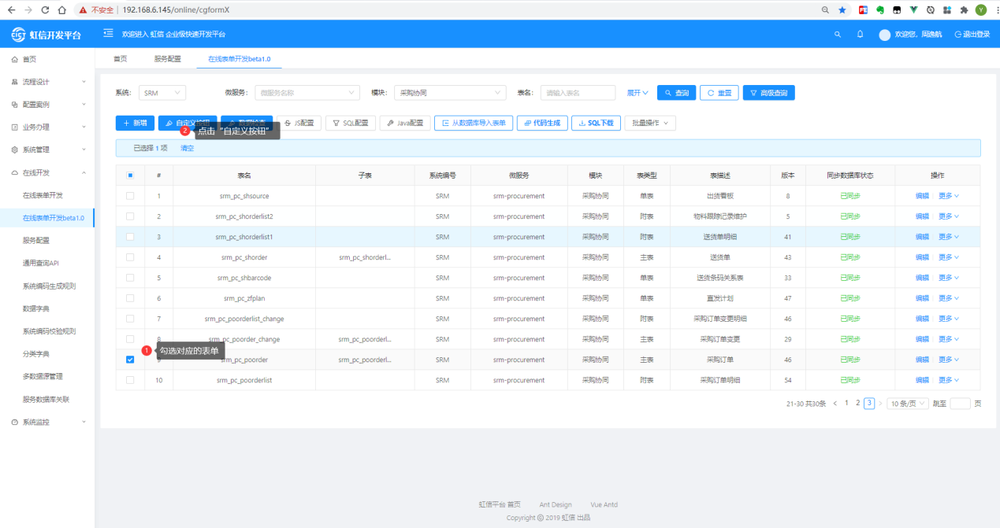 不安全 192.168.6.145/online/cgformX
虹信开发平台 欢迎进入 虹信 企业级快速开发平台 欢迎您，周逸航 退出登录
首页 首页 服务配置 在线表单开发beta1.0
流程设计
配置案例
业务办理
系统管理
在线开发
在线表单开发
在线表单开发beta1.0
服务配置
通用查询API
系统编码生成规则
数据字典
系统编码校验规则
分类字典
多数据源管理
服务数据库关联
系统监控
系统: SRM 微服务: 微服务名称 模块: 采购协同 表名: 请输入表名 展开 查询 重置 高级查询
新增 自定义按钮 数据检查 JS配置 SQL配置 Java配置 从数据库导入表单 代码生成 SQL下载 批量操作
2 点击 “自定义按钮”
已选择 1 项 清空
# 表名 子表 系统编号 微服务 模块 表类型 表描述 版本 同步数据库状态 操作
1 srm_pc_shsource SRM srm-procurement 采购协同 单表 出货看板 8 已同步 编辑 更多
2 srm_pc_shorderlist2 SRM srm-procurement 采购协同 附表 物料跟踪记录维护 5 已同步 编辑 更多
3 srm_pc_shorderlist1 SRM srm-procurement 采购协同 附表 送货单明细 41 已同步 编辑 更多
4 srm_pc_shorder srm_pc_shorderl... SRM srm-procurement 采购协同 主表 送货单 43 已同步 编辑 更多
5 srm_pc_shbarcode SRM srm-procurement 采购协同 单表 送货条码关系表 33 已同步 编辑 更多
6 srm_pc_zfplan SRM srm-procurement 采购协同 单表 直发计划 47 已同步 编辑 更多
7 srm_pc_poorderlist_change SRM srm-procurement 采购协同 附表 采购订单变更明细 46 已同步 编辑 更多
8 srm_pc_poorder_change srm_pc_poorderl... SRM srm-procurement 采购协同 主表 采购订单变更 29 已同步 编辑 更多
1 勾选对应的表单
9 srm_pc_poorder srm_pc_poorderl... SRM srm-procurement 采购协同 主表 采购订单 46 已同步 编辑 更多
10 srm_pc_poorderlist SRM srm-procurement 采购协同 附表 采购订单明细 54 已同步 编辑 更多
21-30 共30条 < 1 2 3 > 10 条/页 跳至 页
虹信平台 首页 Ant Design Vue Antd
Copyright © 2019 虹信 出品